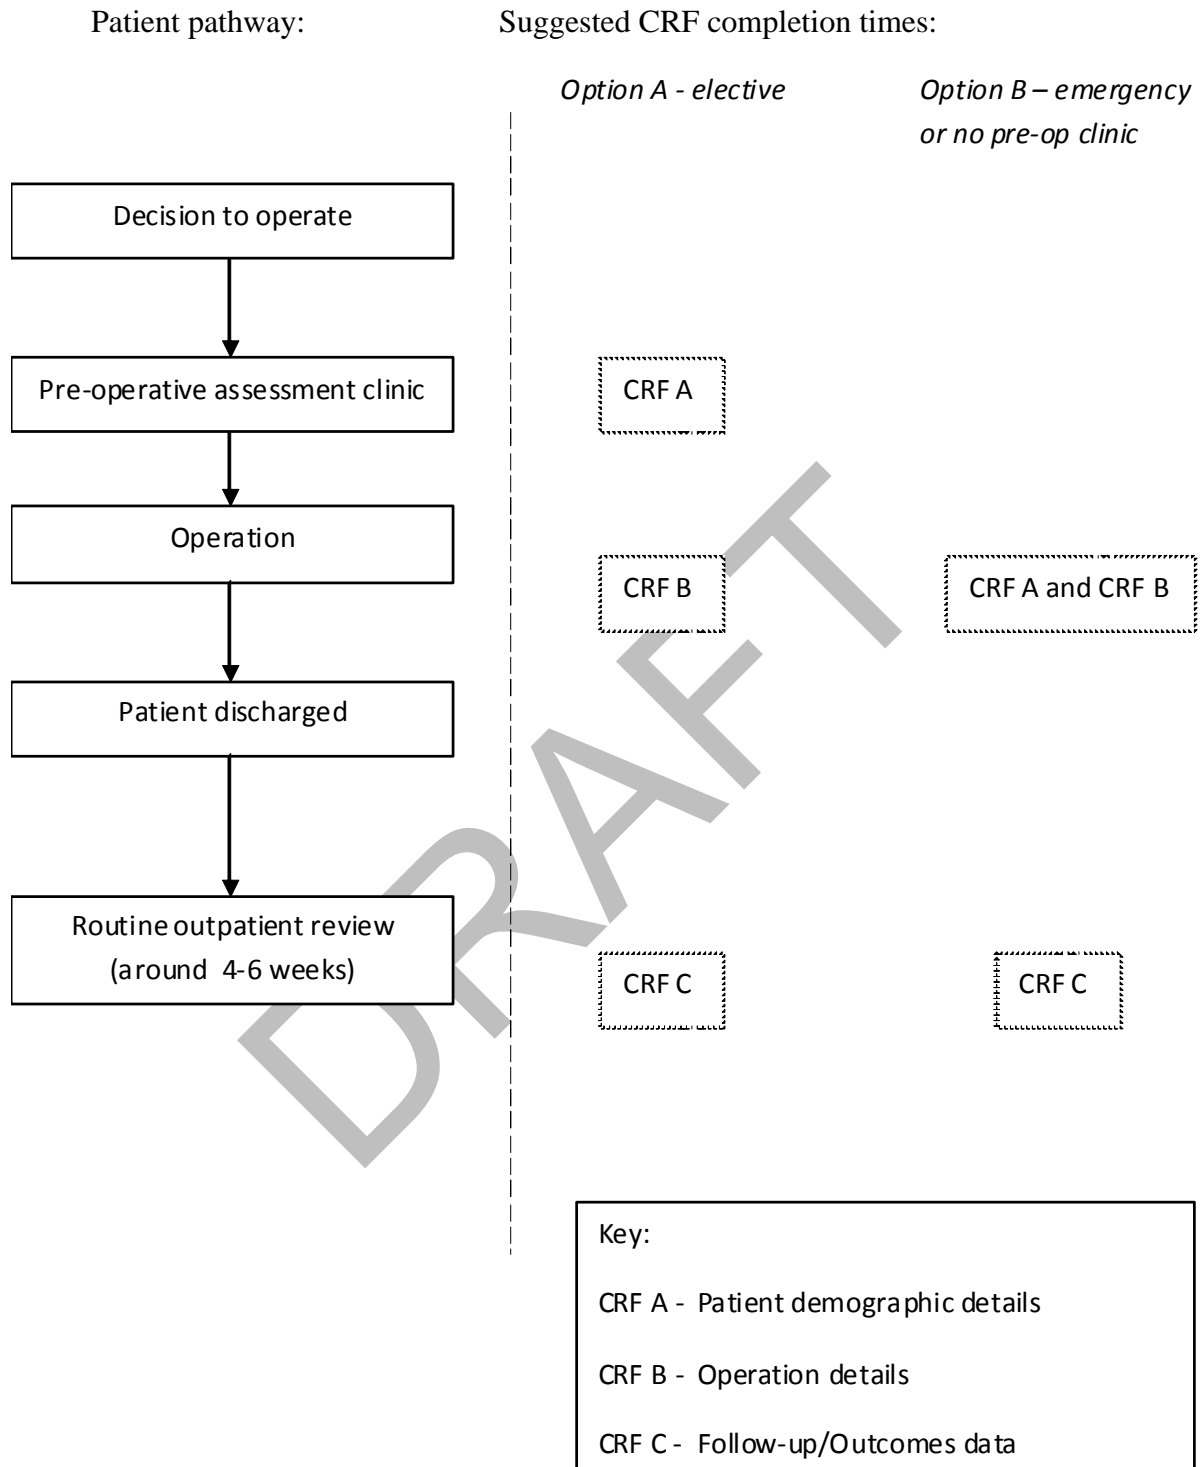 Patient pathway:
Suggested CRF completion times:
Option A - elective
Option B – emergency
or no pre-op clinic
Decision to operate
Pre-operative assessment clinic
CRF A
Operation
CRF B
CRF A and CRF B
Patient discharged
Routine outpatient review
(around 4-6 weeks)
CRF C
CRF C
DRAFT
Key:
CRF A - Patient demographic details
CRF B - Operation details
CRF C - Follow-up/Outcomes data